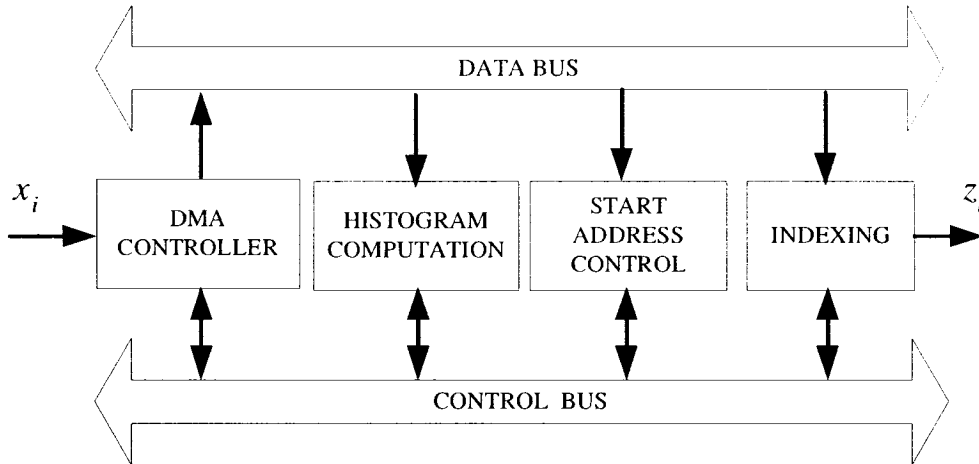 DATA BUS
x_i
DMA
CONTROLLER
HISTOGRAM
COMPUTATION
START
ADDRESS
CONTROL
INDEXING
z
CONTROL BUS